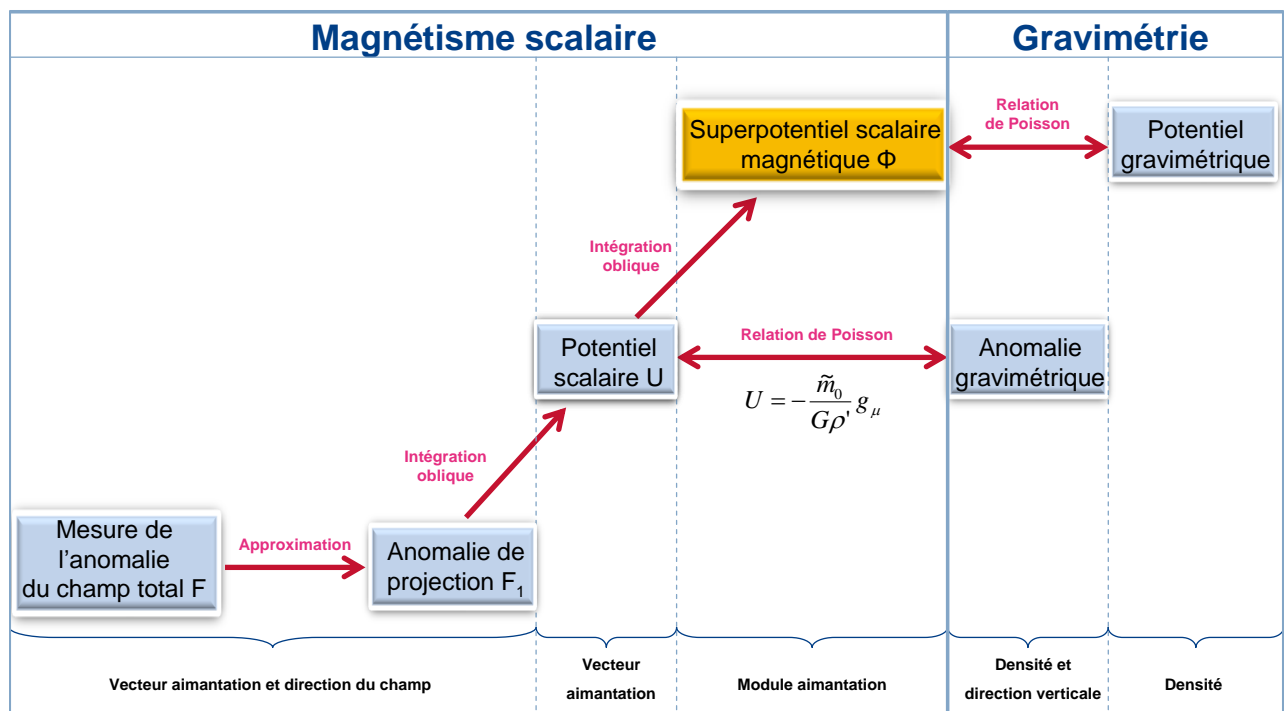 Magnétisme scalaire
Gravimétrie
Superpotentiel scalaire
magnétique Φ
Relation
de Poisson
Potentiel
gravimétrique
Intégration
oblique
Potentiel
scalaire U
Relation de Poisson
U = − m̃₀ / Gρ' g_μ
Anomalie
gravimétrique
Intégration
oblique
Mesure de
l’anomalie
du champ total F
Approximation
Anomalie de
projection F₁
Vecteur aimantation et direction du champ
Vecteur
aimantation
Module aimantation
Densité et
direction verticale
Densité